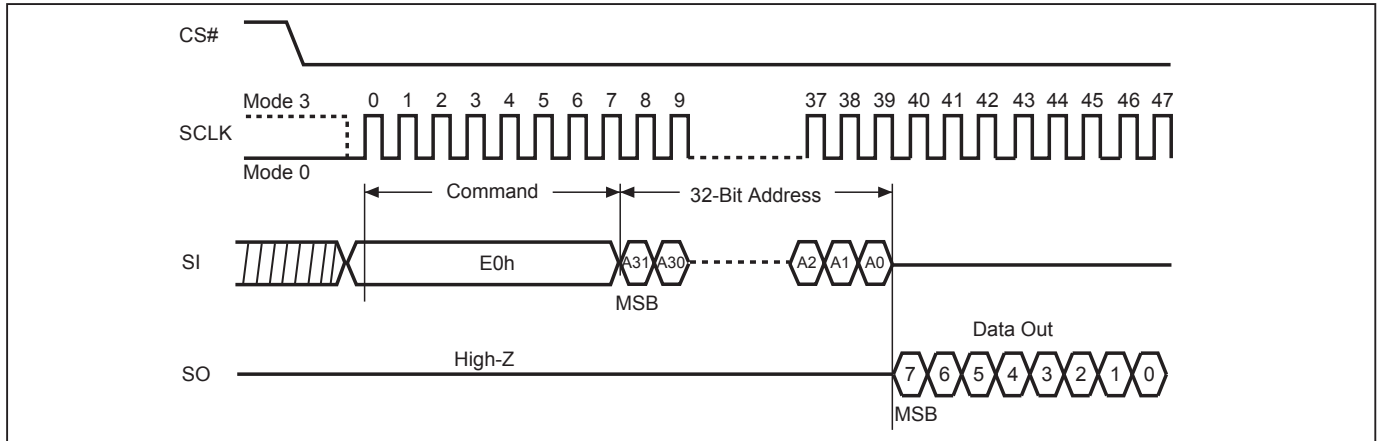 CS#
Mode 3
0 1 2 3 4 5 6 7 8 9 37 38 39 40 41 42 43 44 45 46 47
SCLK
Mode 0
Command
32-Bit Address
SI
E0h
A31 A30 A2 A1 A0
MSB
Data Out
High-Z
SO
7 6 5 4 3 2 1 0
MSB